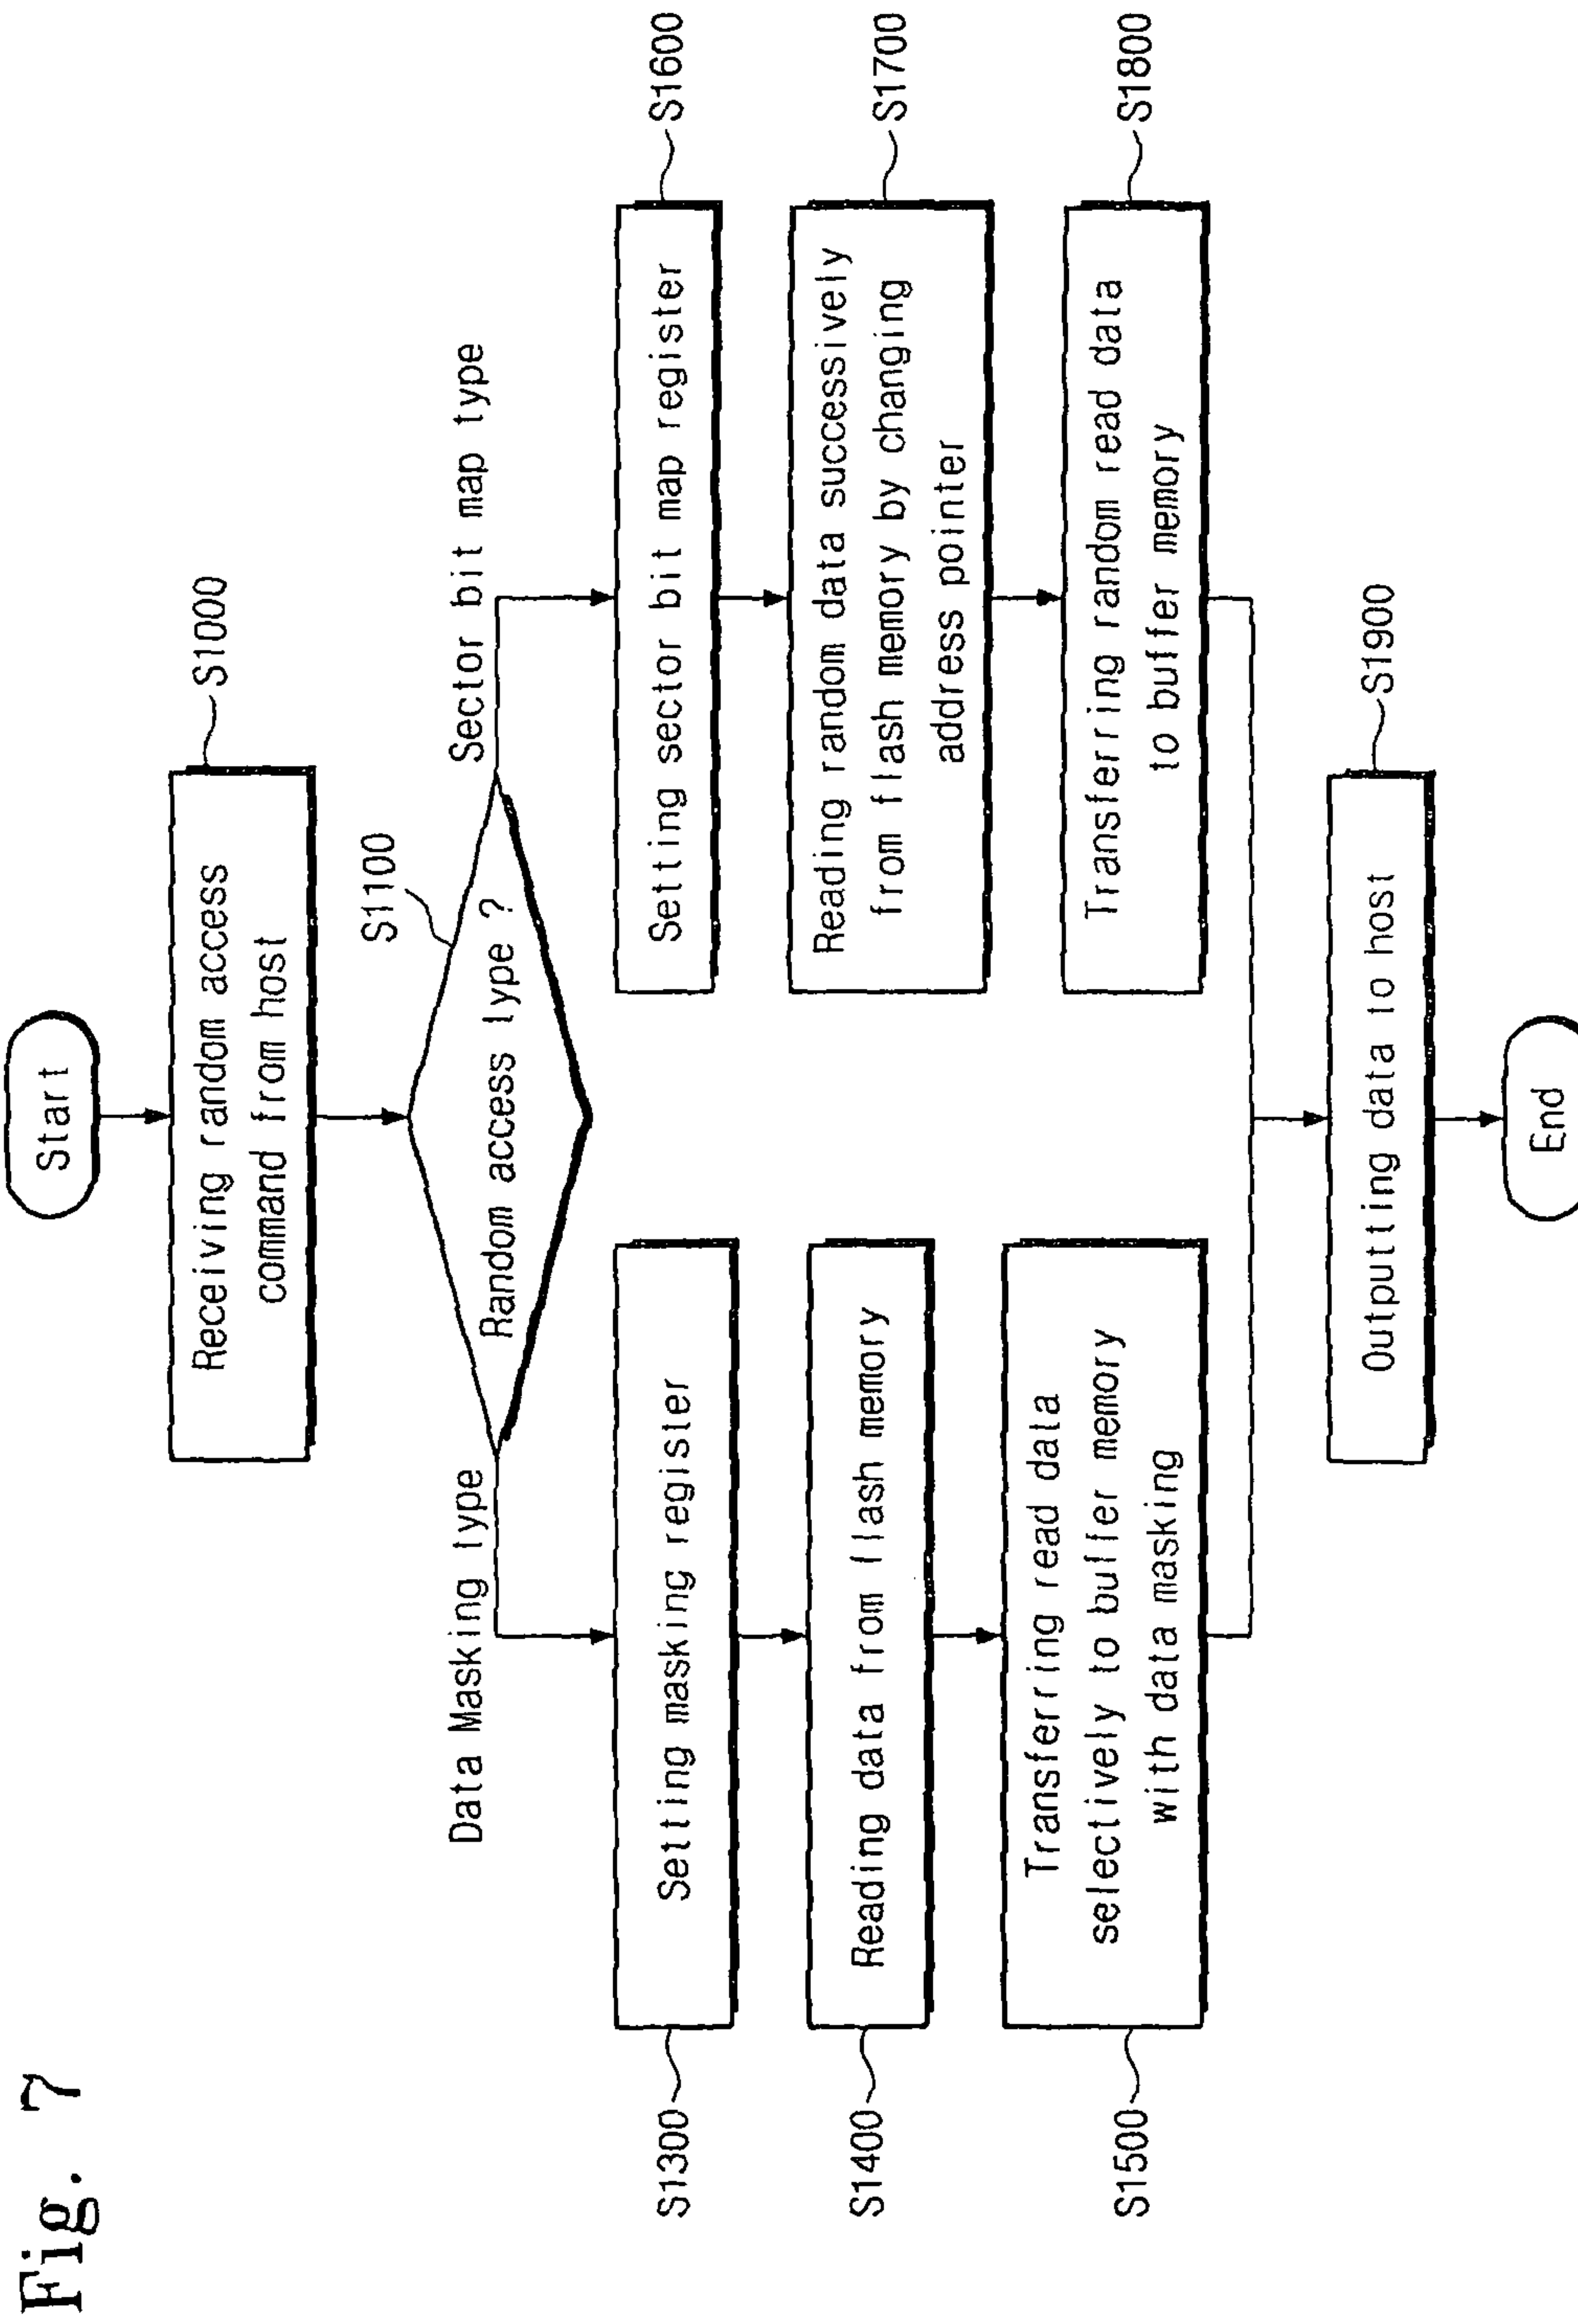 Fig. 7
Start
Receiving random access
command from host
S1000
S1100
Random access type ?
Data Masking type
Sector bit map type
S1300
Setting masking register
S1400
Reading data from flash memory
S1500
Transferring read data
selectively to buffer memory
with data masking
Setting sector bit map register
S1600
Reading random data successively
from flash memory by changing
address pointer
S1700
Transferring random read data
to buffer memory
S1800
Outputting data to host
S1900
End